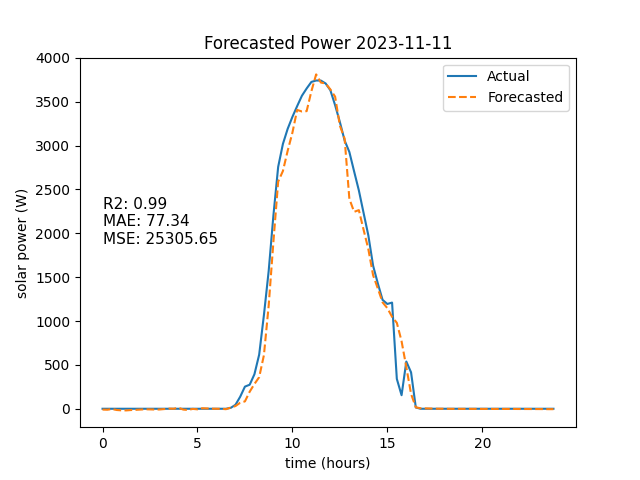 Forecasted Power 2023-11-11
4000
3500
3000
2500
2000
1500
1000
500
0
solar power (W)
Actual
Forecasted
R2: 0.99
MAE: 77.34
MSE: 25305.65
0 5 10 15 20
time (hours)